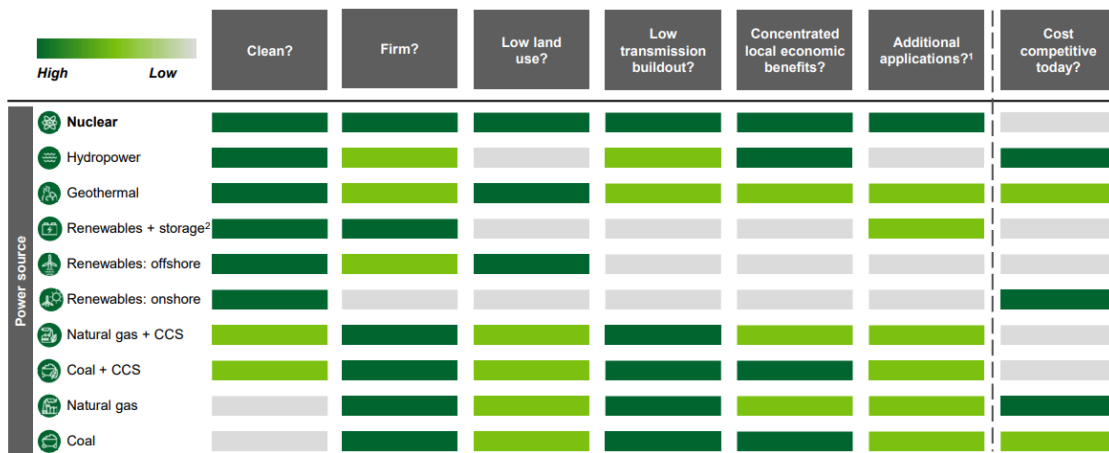 Clean?
Firm?
Low land
use?
Low
transmission
buildout?
Concentrated
local economic
benefits?
Additional
applications?¹
Cost
competitive
today?
High
Low
Power source
Nuclear
Hydropower
Geothermal
Renewables + storage²
Renewables: offshore
Renewables: onshore
Natural gas + CCS
Coal + CCS
Natural gas
Coal